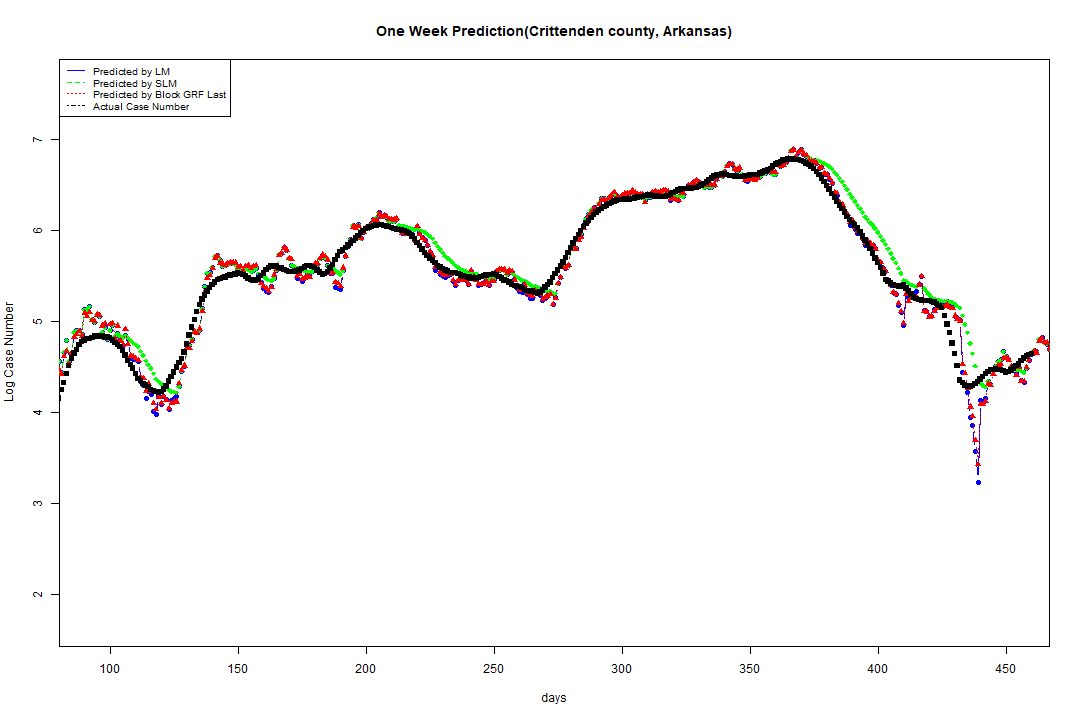 One Week Prediction(Crittenden county, Arkansas)
Predicted by LM
Predicted by SLM
Predicted by Block GRF Last
Actual Case Number
7
6
5
4
3
2
Log Case Number
100 150 200 250 300 350 400 450
days